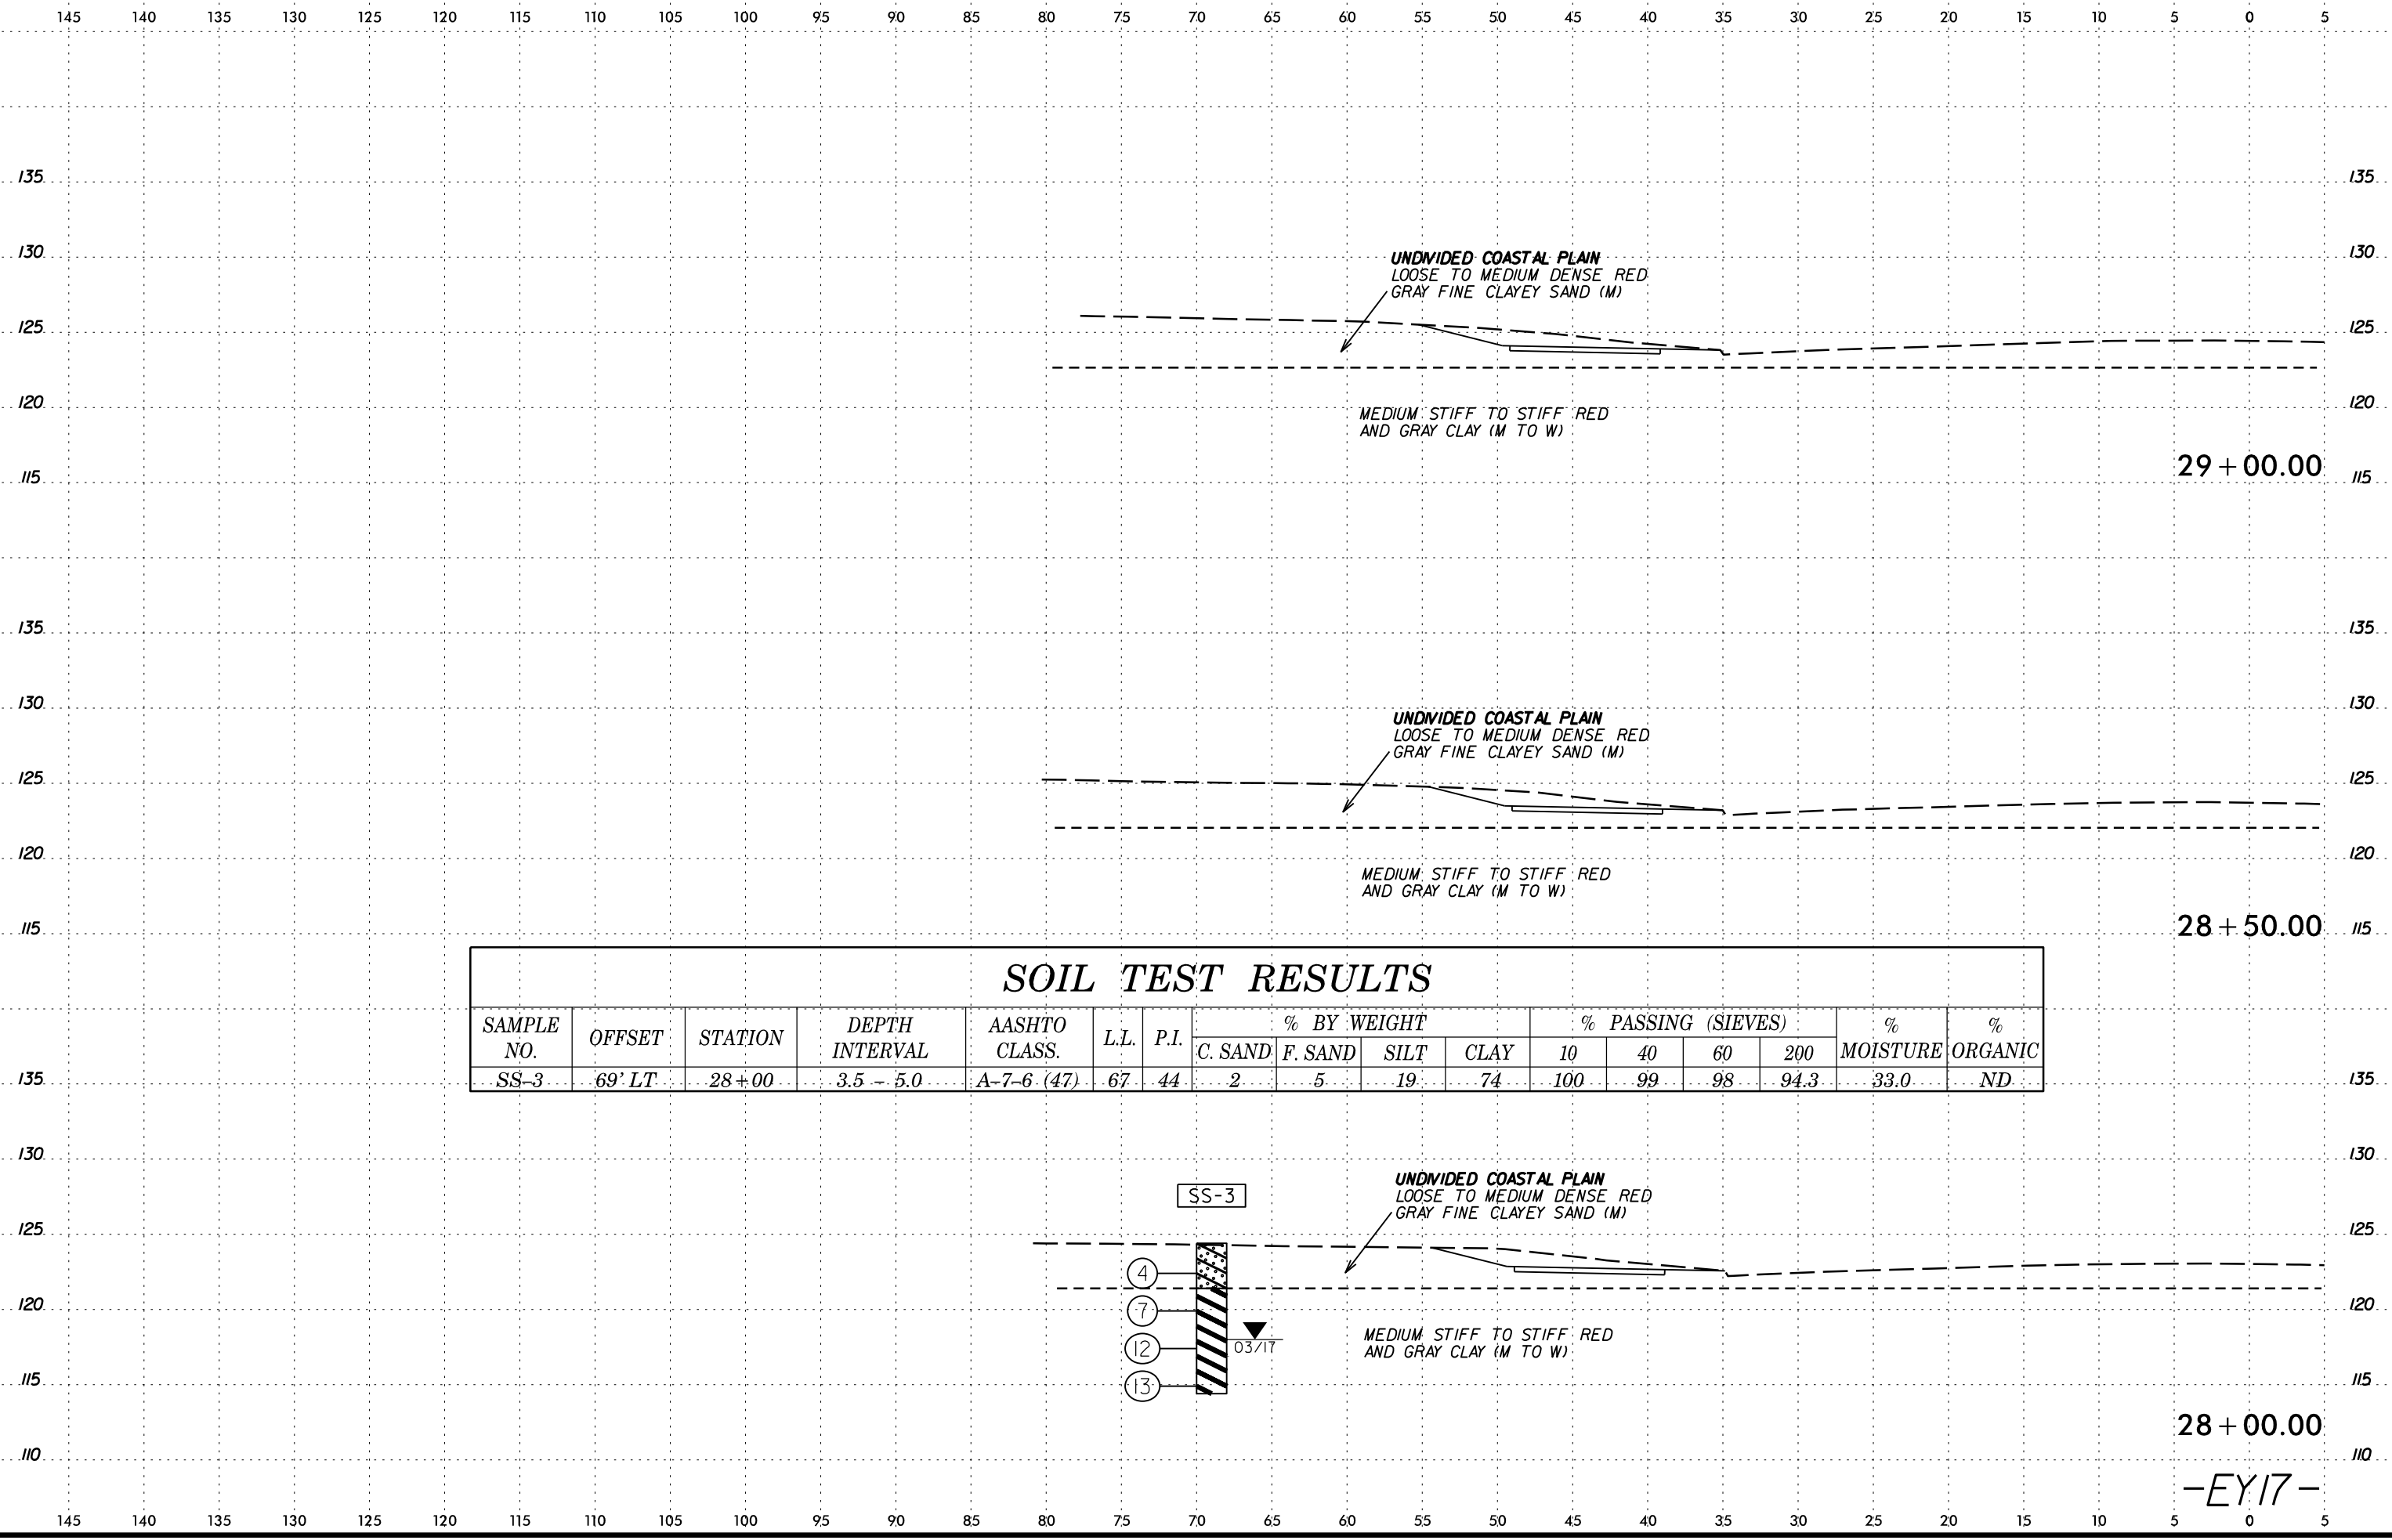 145 140 135 130 125 120 115 110 105 100 95 90 85 80 75 70 65 60 55 50 45 40 35 30 25 20 15 10 5 0 5
135 135
130 130
UNDIVIDED COASTAL PLAIN
LOOSE TO MEDIUM DENSE RED
GRAY FINE CLAYEY SAND (M)
125 125
120 120
MEDIUM STIFF TO STIFF RED
AND GRAY CLAY (M TO W)
29+00.00
115 115
135 135
130 130
UNDIVIDED COASTAL PLAIN
LOOSE TO MEDIUM DENSE RED
GRAY FINE CLAYEY SAND (M)
125 125
120 120
MEDIUM STIFF TO STIFF RED
AND GRAY CLAY (M TO W)
28+50.00
115 115
SOIL TEST RESULTS
SAMPLE NO. OFFSET STATION DEPTH INTERVAL AASHTO CLASS. L.L. P.I. % BY WEIGHT % PASSING (SIEVES) % MOISTURE % ORGANIC
C. SAND F. SAND SILT CLAY 10 40 60 200
SS-3 69' LT 28+00 3.5 - 5.0 A-7-6 (47) 67 44 2 5 19 74 100 99 98 94.3 33.0 ND
135 135
130 130
UNDIVIDED COASTAL PLAIN
LOOSE TO MEDIUM DENSE RED
GRAY FINE CLAYEY SAND (M)
SS-3
125 125
4
120 120
7
MEDIUM STIFF TO STIFF RED
AND GRAY CLAY (M TO W)
03/17
12
115 115
13
28+00.00
110 110
-EY17-
145 140 135 130 125 120 115 110 105 100 95 90 85 80 75 70 65 60 55 50 45 40 35 30 25 20 15 10 5 0 5